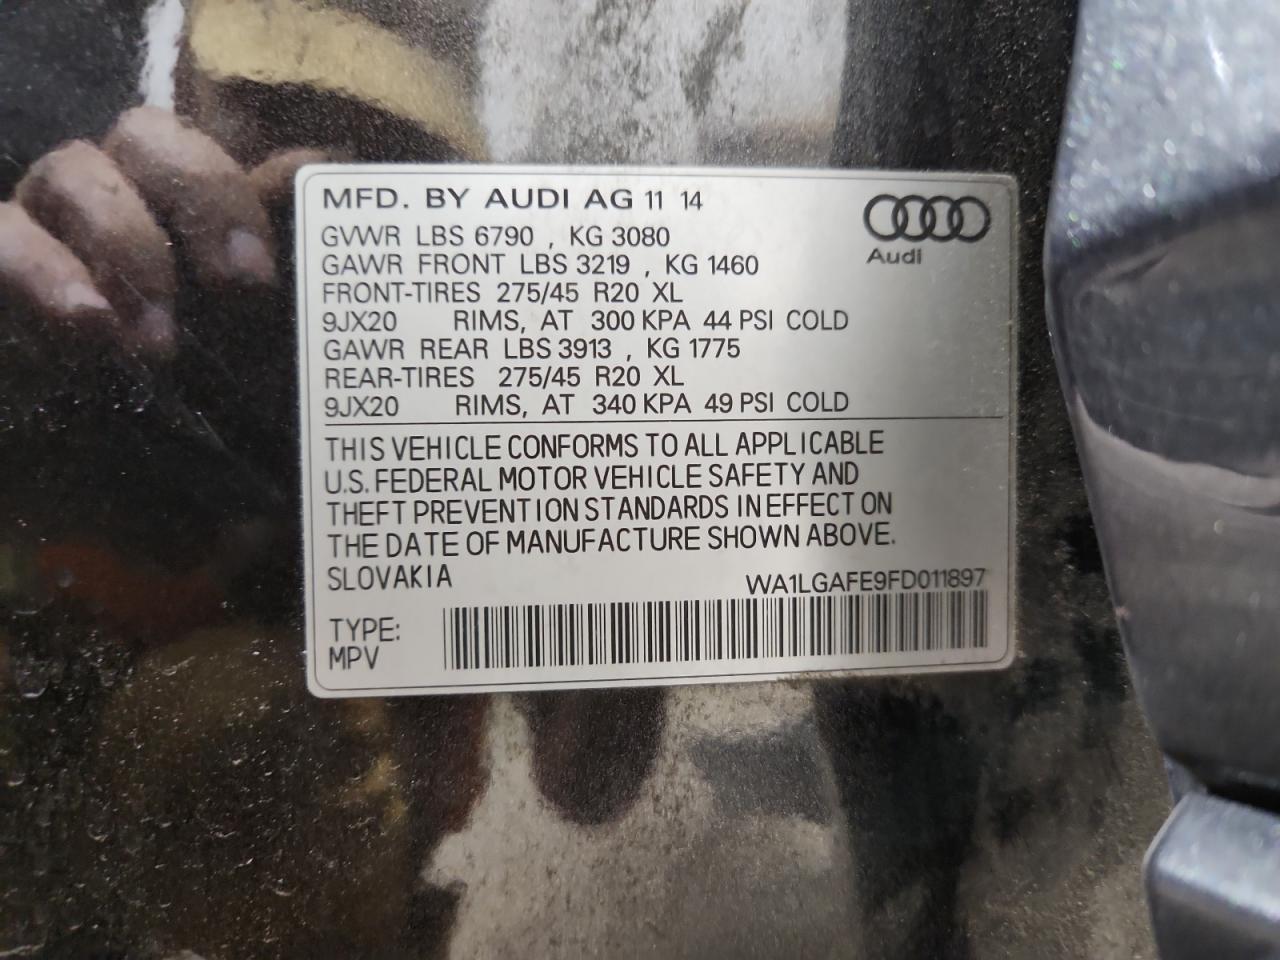 MFD. BY AUDI AG 11 14
GVWR LBS 6790 , KG 3080
GAWR FRONT LBS 3219 , KG 1460
Audi
FRONT-TIRES 275/45 R20 XL
9JX20 RIMS, AT 300 KPA 44 PSI COLD
GAWR REAR LBS 3913 , KG 1775
REAR-TIRES 275/45 R20 XL
9JX20 RIMS, AT 340 KPA 49 PSI COLD
THIS VEHICLE CONFORMS TO ALL APPLICABLE
U.S. FEDERAL MOTOR VEHICLE SAFETY AND
THEFT PREVENTION STANDARDS IN EFFECT ON
THE DATE OF MANUFACTURE SHOWN ABOVE.
SLOVAKIA WA1LGAFE9FD011897
TYPE:
MPV